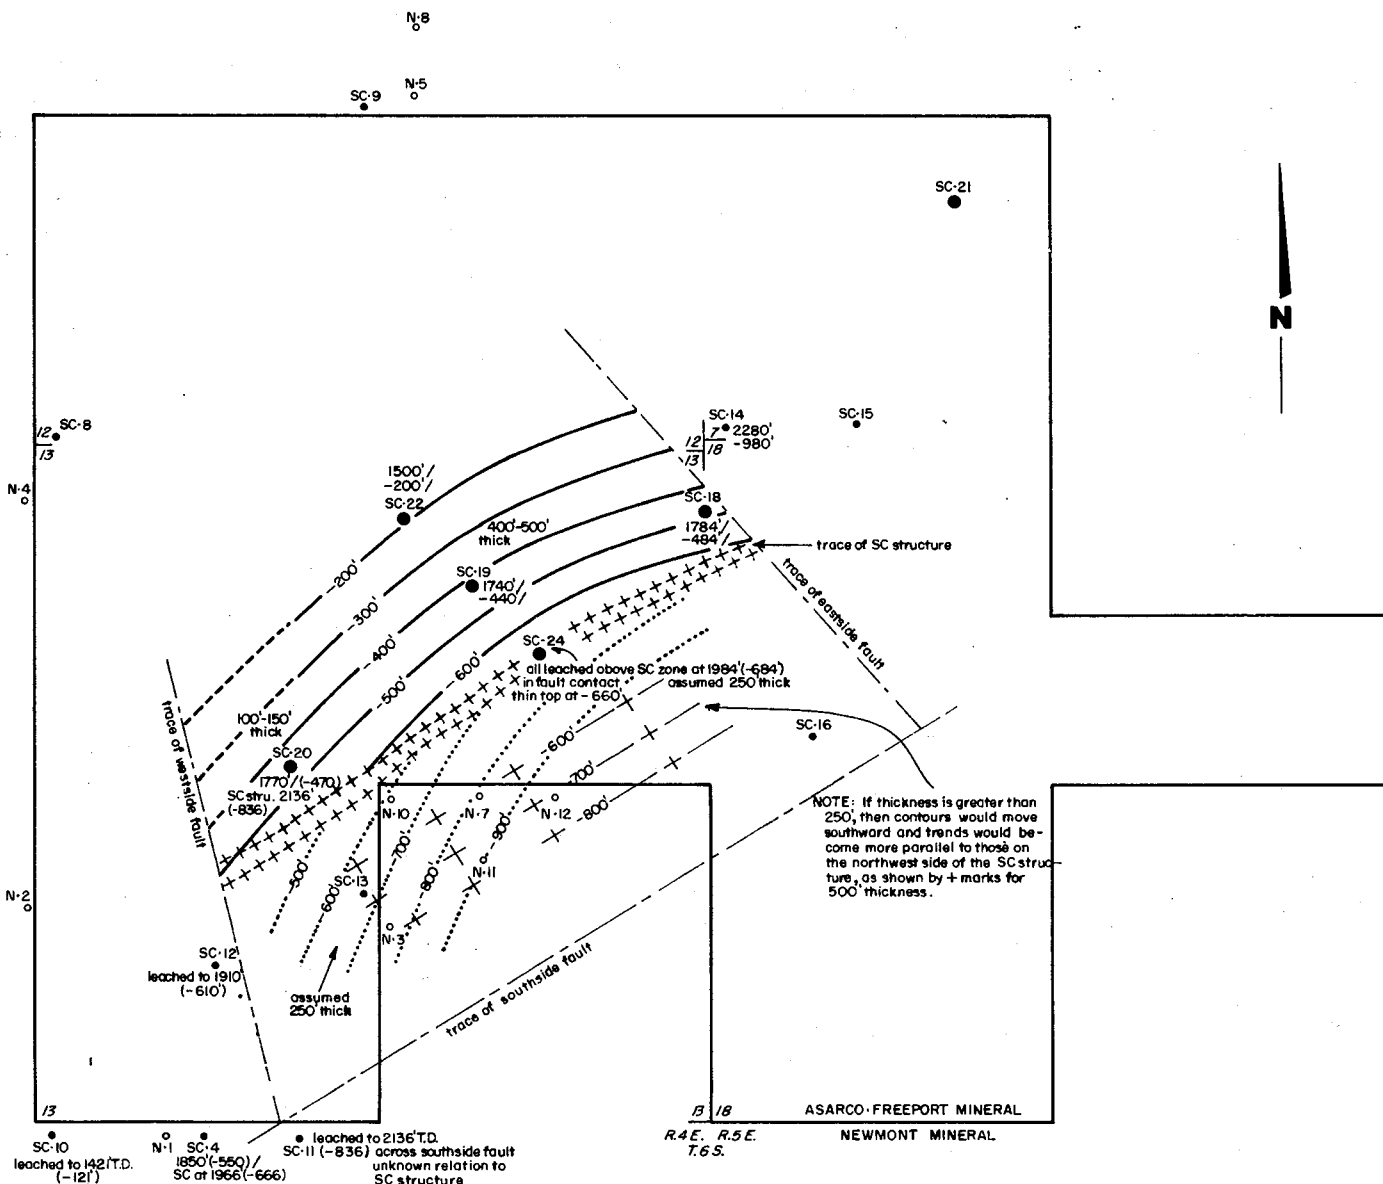 N-8
N-5
SC-9
SC-21
N
SC-8
12
13
SC-14
7
2280'
12
18
-980'
13
SC-15
N-4
1500'/
-200'/
SC-22
SC-18
1784'
-484'/
400'-500'
thick
trace of SC structure
SC-19
1740'/
-440'/
-200'
-300'
-400'
-500'
-600'
trace of eastside fault
SC-24
all leached above SC zone at 1984'(-684')
in fault contact
assumed 250' thick
thin top at -660'
trace of westside fault
100'-150'
thick
SC-20
1770'/(-470)
SC stru. 2136'
(-836)
-600'
-700'
-800'
SC-16
NOTE: If thickness is greater than
250', then contours would move
southward and trends would be-
come more parallel to those on
the northwest side of the SC struc-
ture, as shown by + marks for
500' thickness.
N-10
N-7
N-12
-500'
-600'
-700'
-800'
-900'
N-11
SC-13
N-3
N-2
SC-12
leached to 1910'
(-610')
assumed
250' thick
trace of southside fault
13
13
18
ASARCO-FREEPORT MINERAL
R.4E. R.5E.
NEWMONT MINERAL
T.6S.
SC-10
leached to 1421'T.D.
(-121')
N-1
SC-4
1850'(-550)/
SC at 1966'(-666)
leached to 2136'T.D.
SC-11 (-836) across southside fault
unknown relation to
SC structure